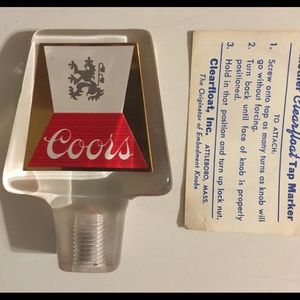 Coors
Another Clearfloat Tap Marker
TO ATTACH:
1. Screw onto tap as many turns as knob will
go without forcing.
2. Turn back until face of knob is properly
positioned.
3. Hold in that position and turn up lock nut.
Clearfloat, Inc. ATTLEBORO, MASS.
The Originator of Embedment Knobs